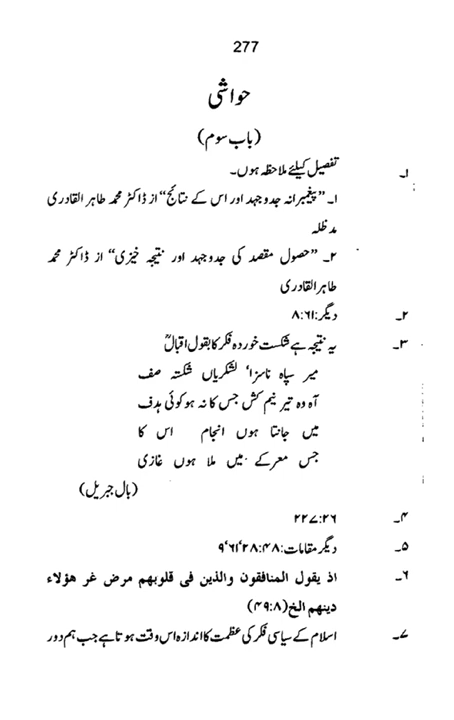 277
حواشی
(باب سوم)
۱۔ تفصیل کیلئے ملاحظہ ہوں۔
۱۔ ”پیغمبرانہ جدوجہد اور اس کے نتائج“ از ڈاکٹر محمد طاہر القادری
مدظلہ
۲۔ ”حصول مقصد کی جدوجہد اور نتیجہ خیزی“ از ڈاکٹر محمد
طاہر القادری
۲۔ دیگر: ۸:۶۱
۳۔ یہ نتیجہ ہے شکست خوردہ فکر کا بقول اقبالؒ
میر سپاہ ناسزا‘ لشکریاں شکستہ صف
آہ وہ تیر نیم کش جس کا نہ ہو کوئی ہدف
میں جانتا ہوں انجام اس کا
جس معرکے میں ملا ہوں غازی
(بال جبریل)
۴۔ ۲۲۷:۲۶
۵۔ دیگر مقامات: ۲۸:۴۸‘ ۶۱‘ ۹
۶۔ اذ یقول المنافقون والذین فی قلوبهم مرض غر هؤلاء
دینهم الخ (۴۹:۸)
۷۔ اسلام کے سیاسی فکر کی عظمت کا اندازہ اس وقت ہوتا ہے جب ہم دور